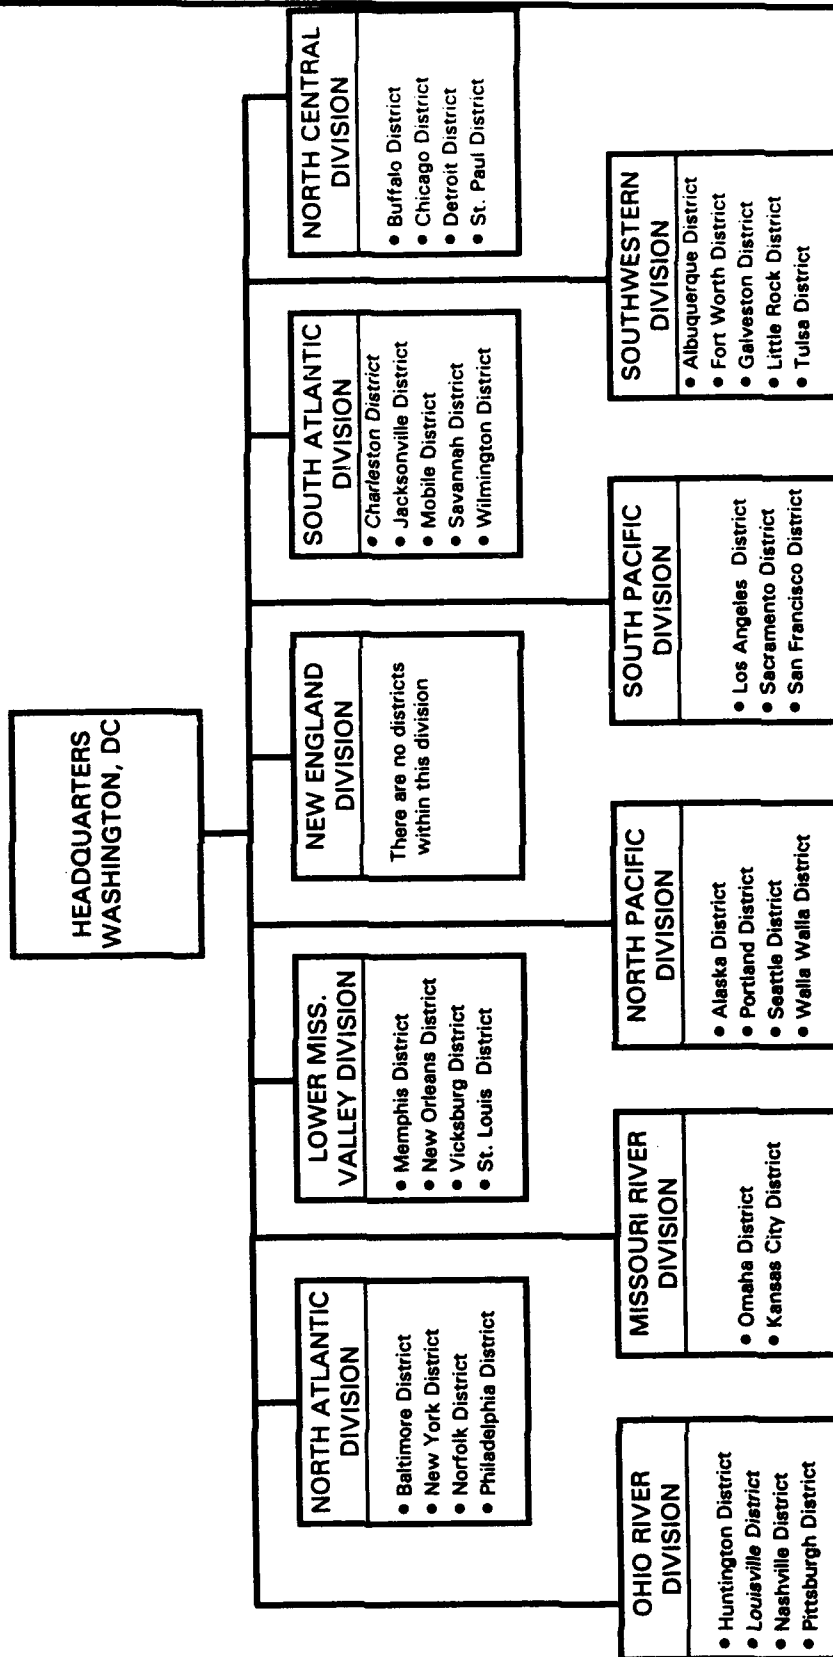 HEADQUARTERS
WASHINGTON, DC
NORTH ATLANTIC
DIVISION
• Baltimore District
• New York District
• Norfolk District
• Philadelphia District
LOWER MISS.
VALLEY DIVISION
• Memphis District
• New Orleans District
• Vicksburg District
• St. Louis District
NEW ENGLAND
DIVISION
There are no districts
within this division
SOUTH ATLANTIC
DIVISION
• Charleston District
• Jacksonville District
• Mobile District
• Savannah District
• Wilmington District
NORTH CENTRAL
DIVISION
• Buffalo District
• Chicago District
• Detroit District
• St. Paul District
OHIO RIVER
DIVISION
• Huntington District
• Louisville District
• Nashville District
• Pittsburgh District
MISSOURI RIVER
DIVISION
• Omaha District
• Kansas City District
NORTH PACIFIC
DIVISION
• Alaska District
• Portland District
• Seattle District
• Walla Walla District
SOUTH PACIFIC
DIVISION
• Los Angeles District
• Sacramento District
• San Francisco District
SOUTHWESTERN
DIVISION
• Albuquerque District
• Fort Worth District
• Galveston District
• Little Rock District
• Tulsa District